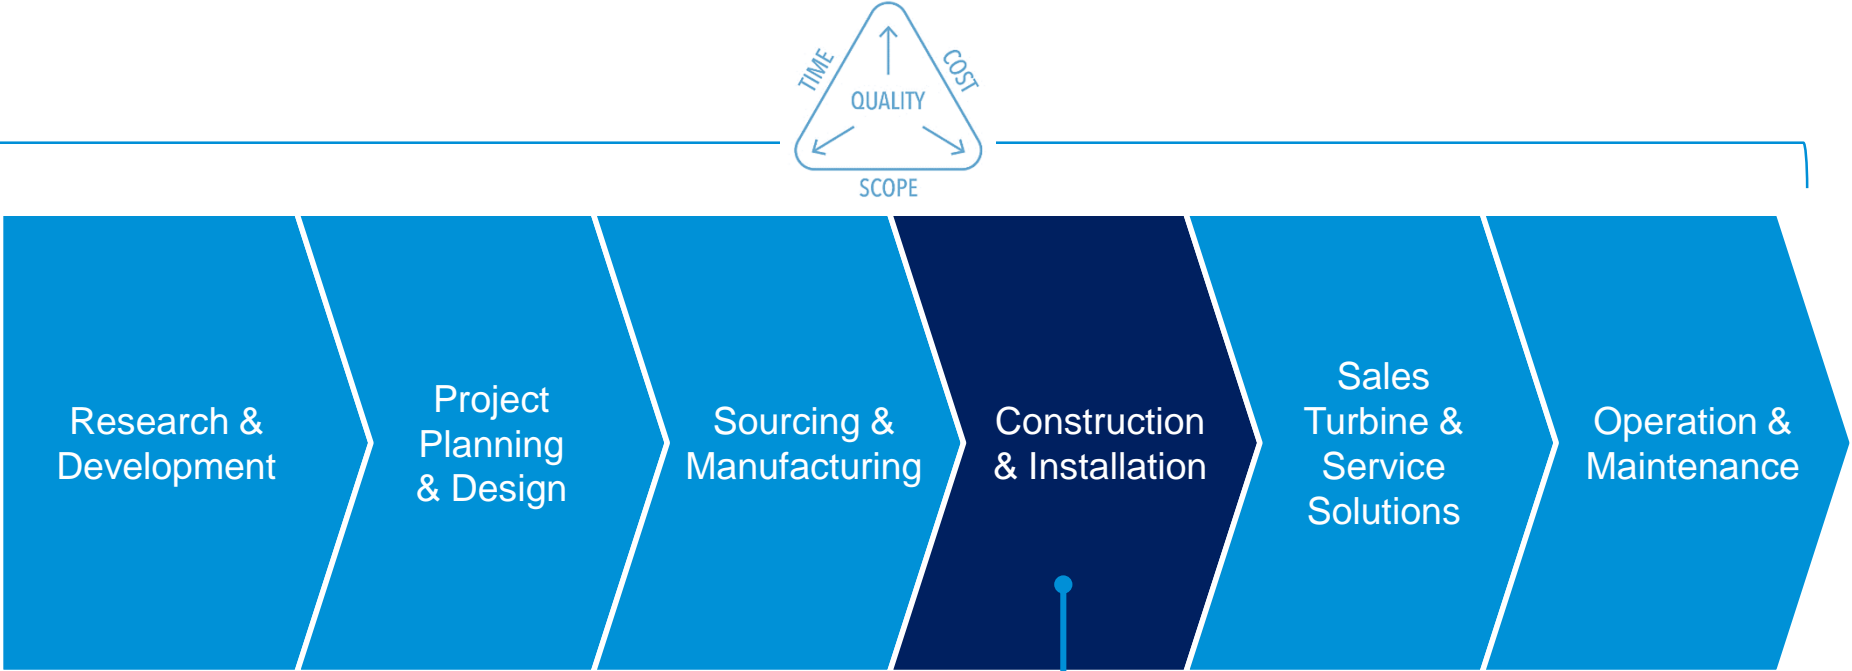 TIME
COST
QUALITY
SCOPE
Research &
Development
Project
Planning
& Design
Sourcing &
Manufacturing
Construction
& Installation
Sales
Turbine &
Service
Solutions
Operation &
Maintenance